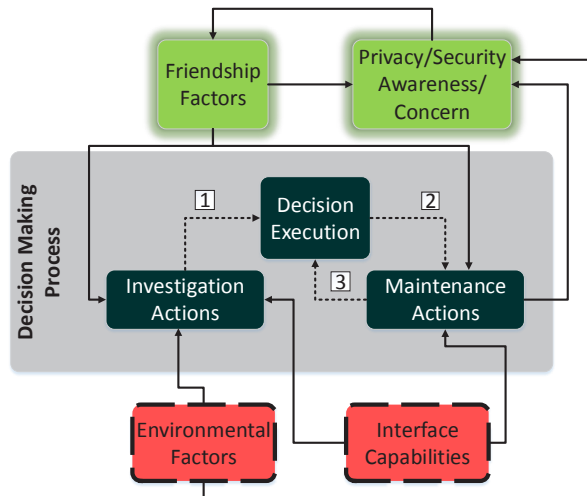 Friendship
Factors
Privacy/Security
Awareness/
Concern
Decision Making
Process
1
Decision
Execution
2
Investigation
Actions
3
Maintenance
Actions
Environmental
Factors
Interface
Capabilities